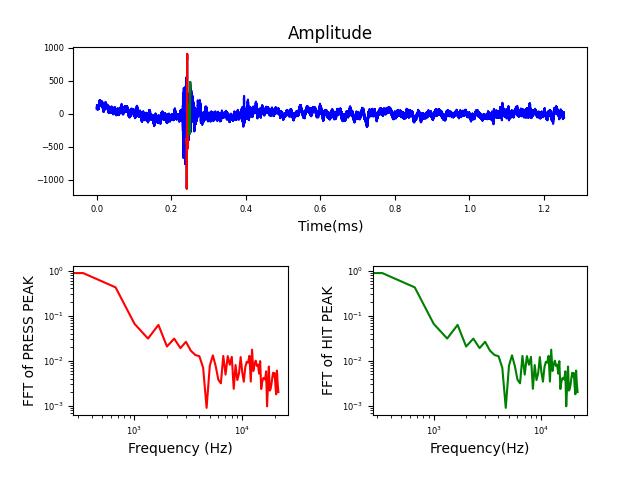 Amplitude
1000
500
0
−500
−1000
0.0 0.2 0.4 0.6 0.8 1.0 1.2
Time(ms)
FFT of PRESS PEAK
10⁰
10⁻¹
10⁻²
10⁻³
10³ 10⁴
Frequency (Hz)
FFT of HIT PEAK
10⁰
10⁻¹
10⁻²
10⁻³
10³ 10⁴
Frequency(Hz)